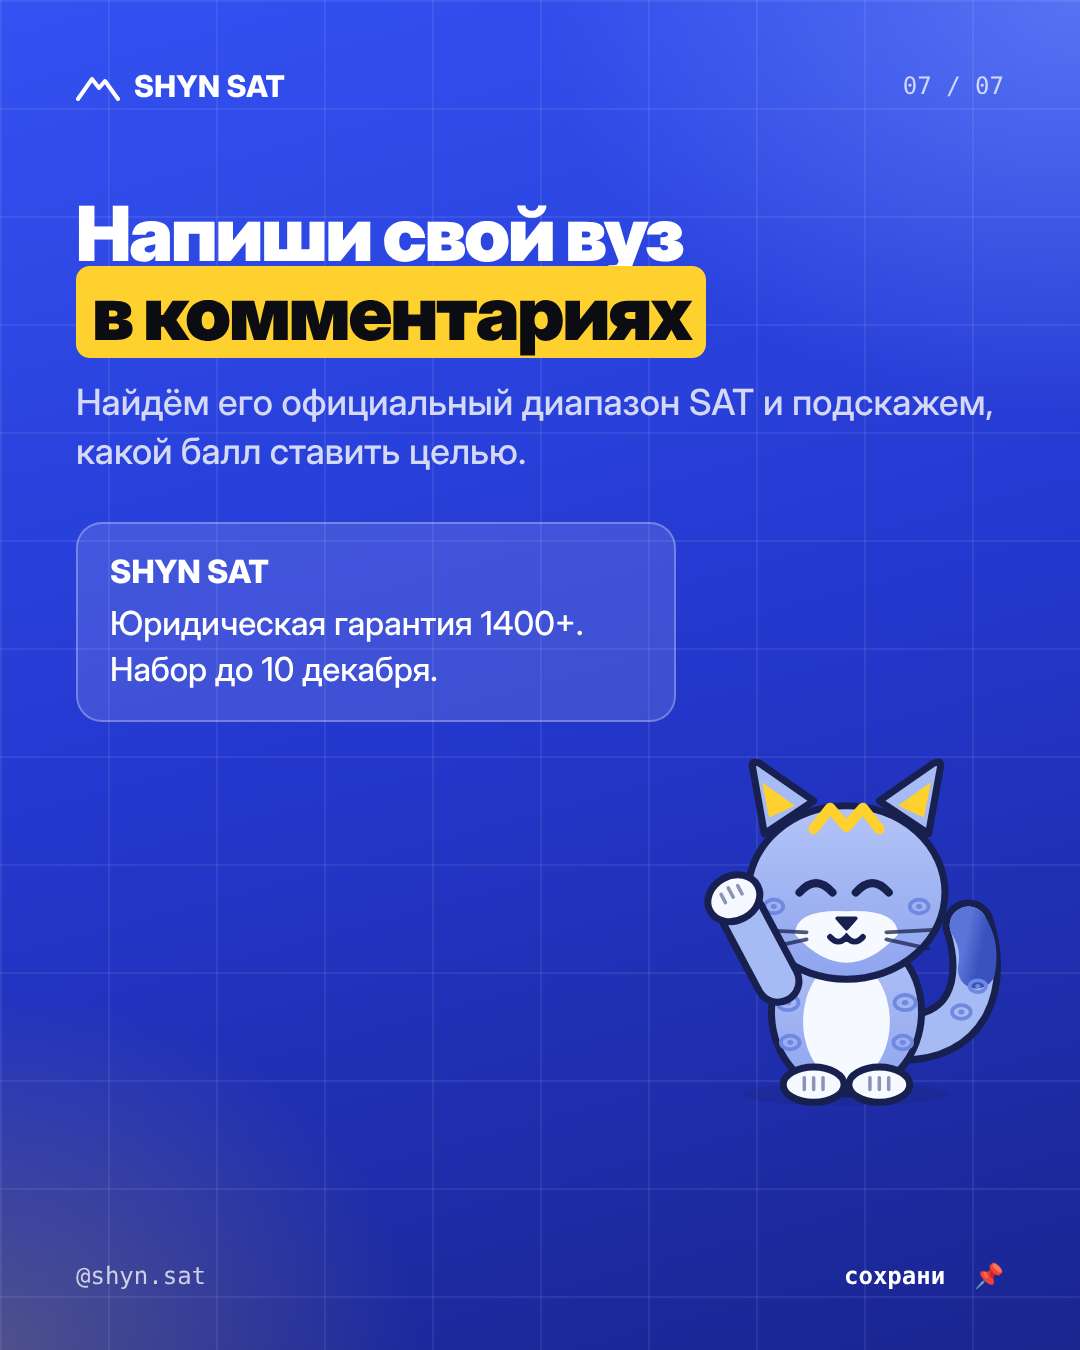 SHYN SAT
07 / 07
Напиши свой вуз
в комментариях
Найдём его официальный диапазон SAT и подскажем,
какой балл ставить целью.
SHYN SAT
Юридическая гарантия 1400+.
Набор до 10 декабря.
@shyn.sat
сохрани 📌